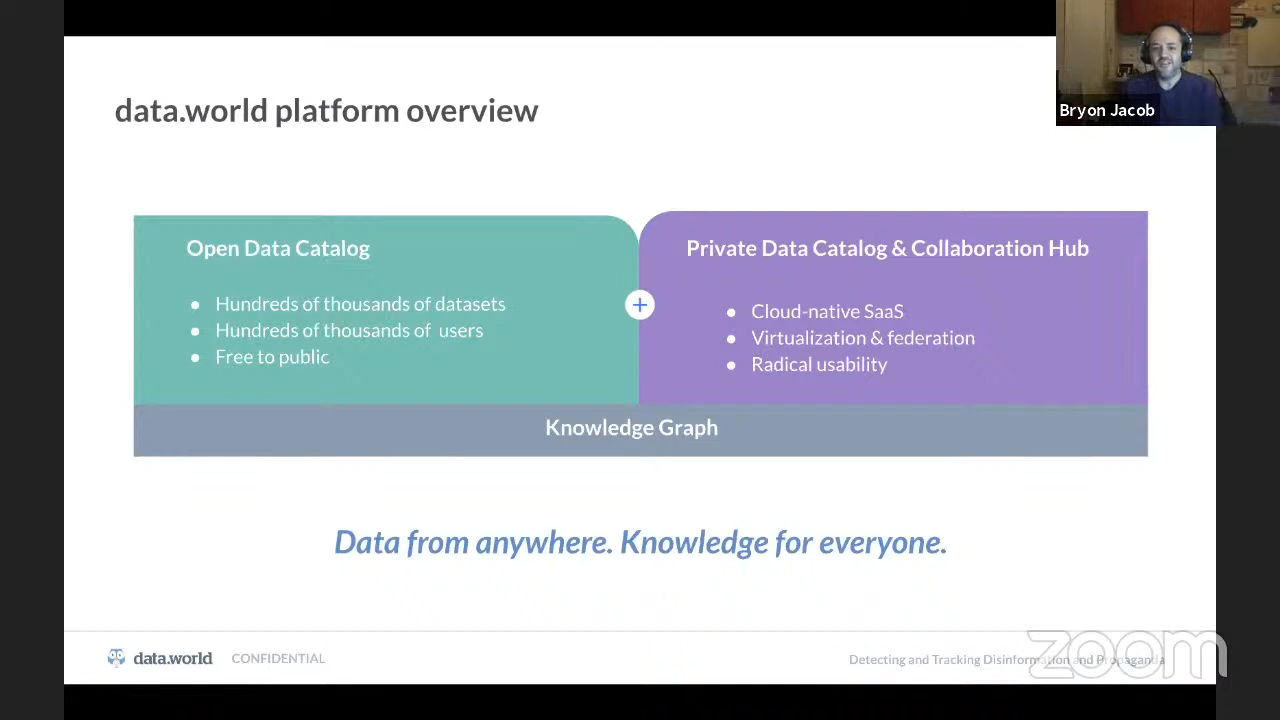 data.world platform overview
Bryon Jacob
Open Data Catalog
● Hundreds of thousands of datasets
● Hundreds of thousands of users
● Free to public
+
Private Data Catalog & Collaboration Hub
● Cloud-native SaaS
● Virtualization & federation
● Radical usability
Knowledge Graph
Data from anywhere. Knowledge for everyone.
data.world CONFIDENTIAL
Detecting and Tracking Disinformation and Propaganda
zoom